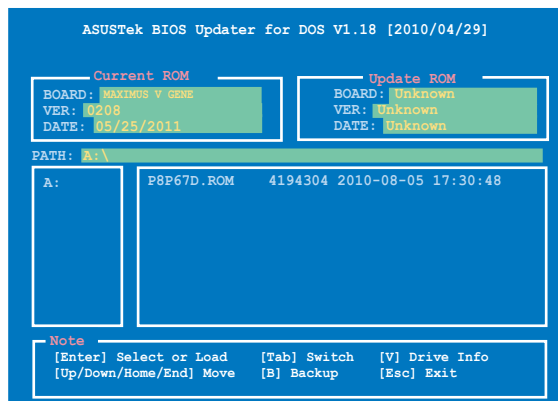 ASUSTek BIOS Updater for DOS V1.18 [2010/04/29]
Current ROM
BOARD: MAXIMUS V GENE
VER: 0208
DATE: 05/25/2011
Update ROM
BOARD: Unknown
VER: Unknown
DATE: Unknown
PATH: A:\
A:
P8P67D.ROM 4194304 2010-08-05 17:30:48
Note
[Enter] Select or Load [Tab] Switch [V] Drive Info
[Up/Down/Home/End] Move [B] Backup [Esc] Exit